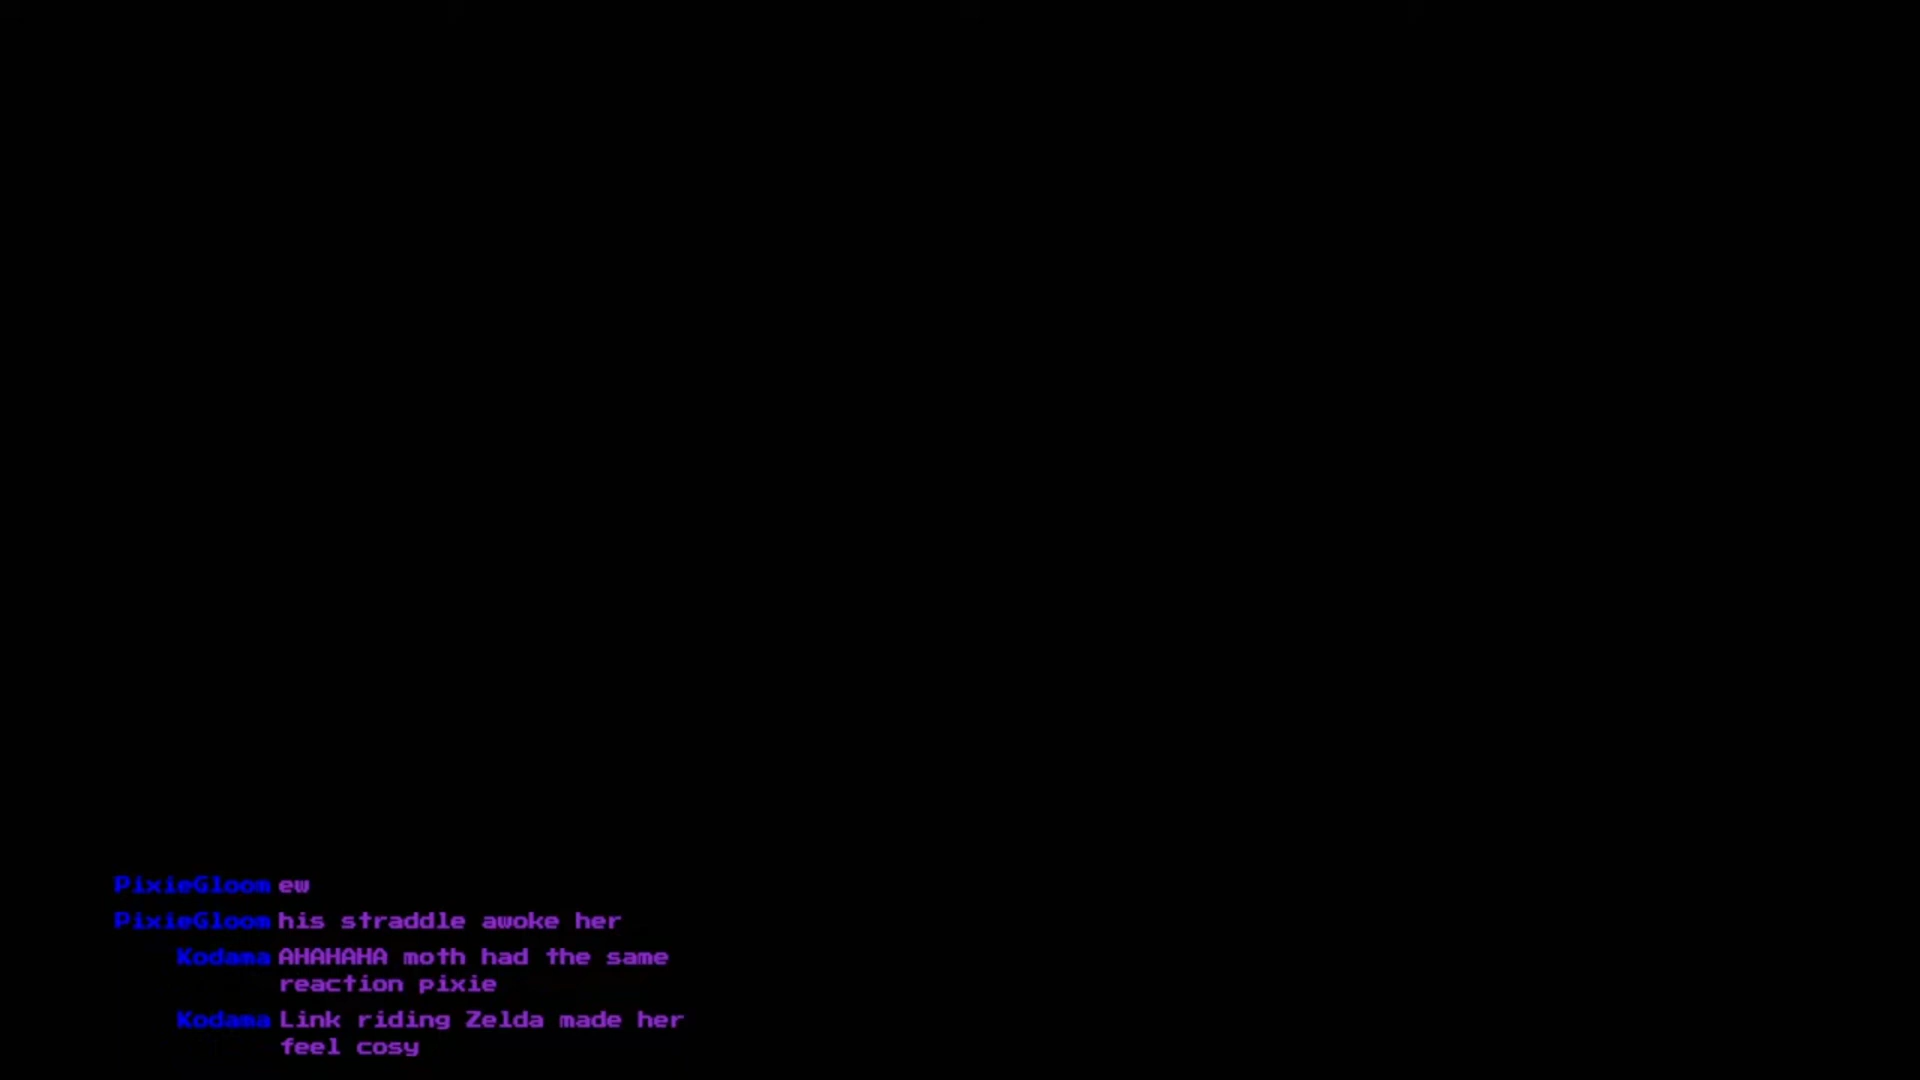 PixieGloom ew
PixieGloom his straddle awoke her
Kodama AHAHAHA moth had the same
reaction pixie
Kodama Link riding Zelda made her
feel cosy